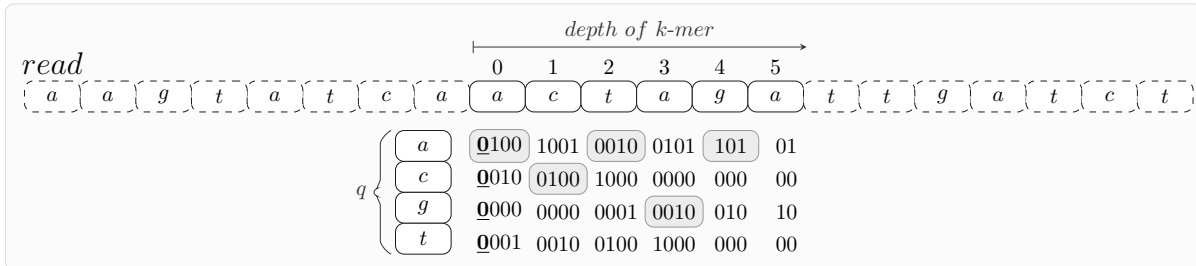 depth of k-mer
read 0 1 2 3 4 5
a a g t a t c a a c t a g a t t g a t c t
a 0100 1001 0010 0101 101 01
q c 0010 0100 1000 0000 000 00
g 0000 0000 0001 0010 010 10
t 0001 0010 0100 1000 000 00